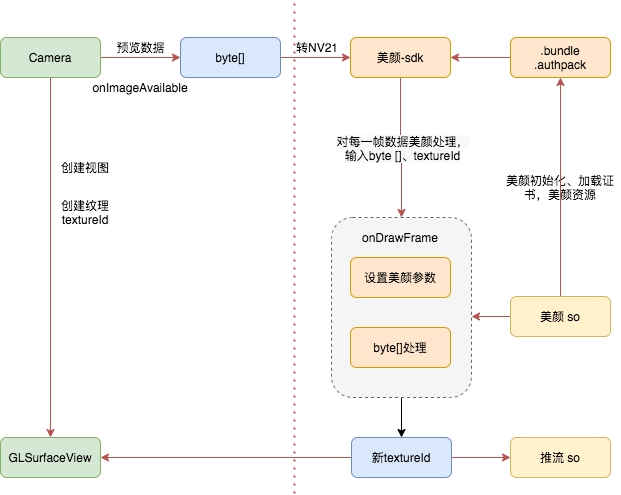 Camera
预览数据
onImageAvailable
byte[]
转NV21
美颜-sdk
.bundle
.authpack
创建视图
创建纹理
textureId
对每一帧数据美颜处理，
输入byte []、textureId
美颜初始化、加载证
书，美颜资源
onDrawFrame
设置美颜参数
byte[]处理
美颜 so
GLSurfaceView
新textureId
推流 so